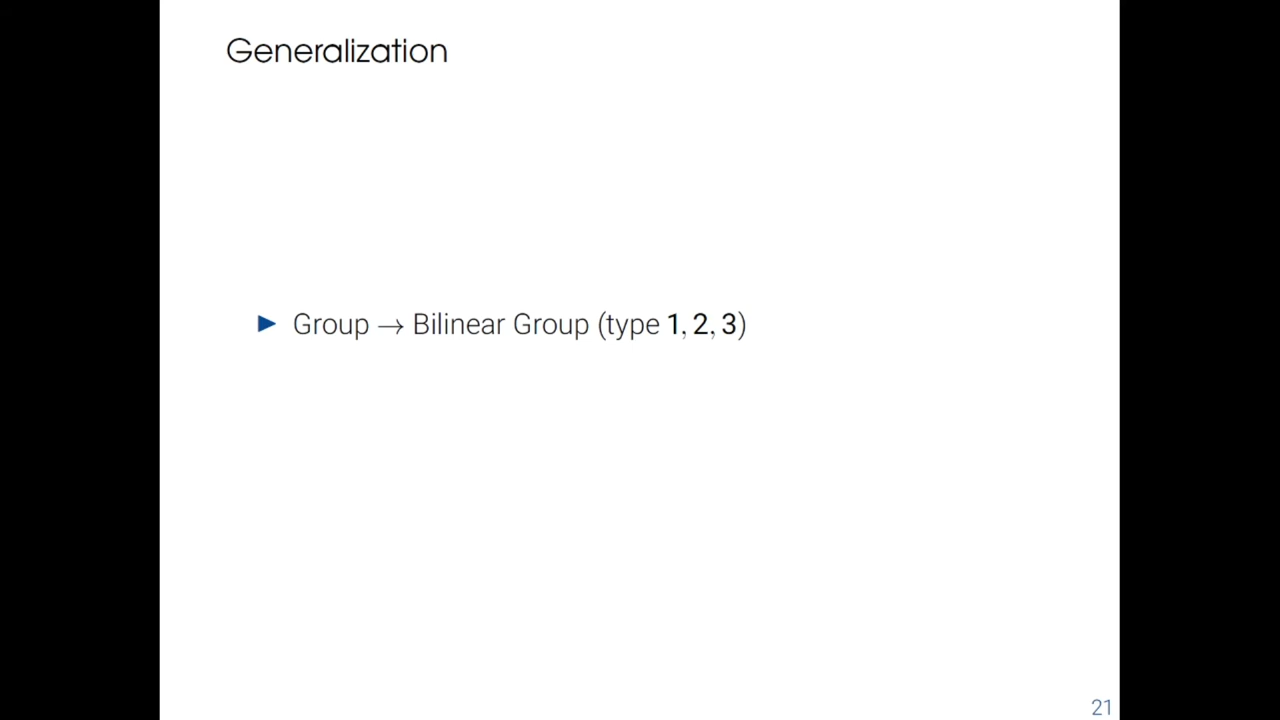 Generalization
► Group → Bilinear Group (type 1, 2, 3)
21